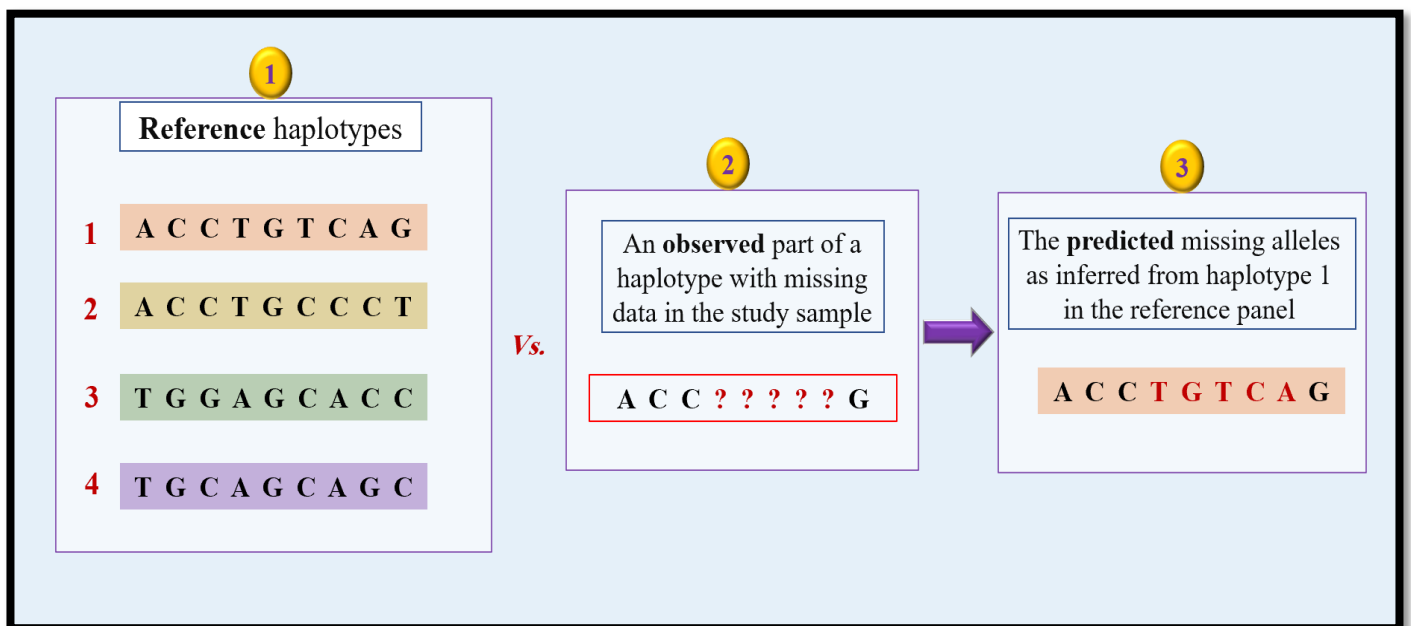 1
Reference haplotypes
1 A C C T G T C A G
2 A C C T G C C C T
3 T G G A G C A C C
4 T G C A G C A G C
Vs.
2
An observed part of a
haplotype with missing
data in the study sample
A C C ? ? ? ? ? G
3
The predicted missing alleles
as inferred from haplotype 1
in the reference panel
A C C T G T C A G